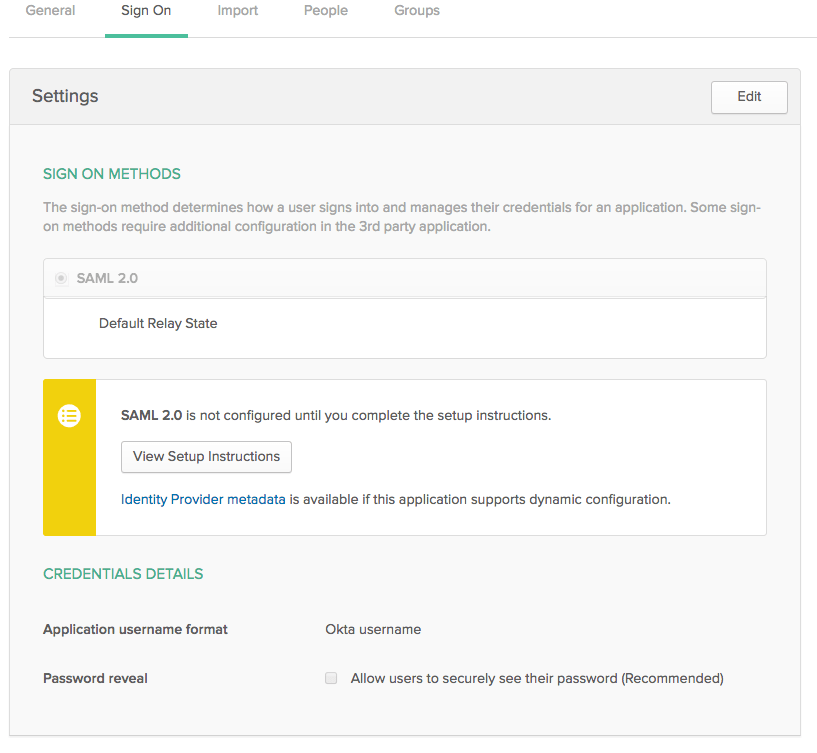 General Sign On Import People Groups
Settings Edit
SIGN ON METHODS
The sign-on method determines how a user signs into and manages their credentials for an application. Some sign-
on methods require additional configuration in the 3rd party application.
SAML 2.0
Default Relay State
SAML 2.0 is not configured until you complete the setup instructions.
View Setup Instructions
Identity Provider metadata is available if this application supports dynamic configuration.
CREDENTIALS DETAILS
Application username format Okta username
Password reveal Allow users to securely see their password (Recommended)